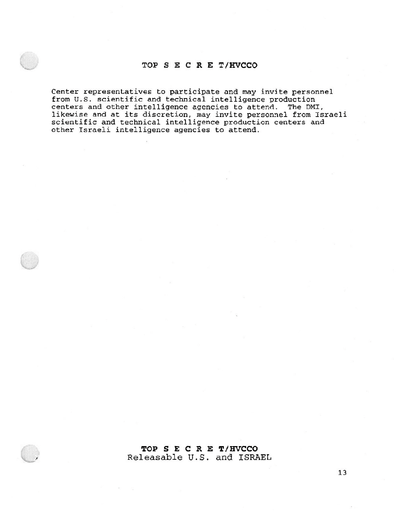 TOP S E C R E T/HVCCO
Center representatives to participate and may invite personnel
from U.S. scientific and technical intelligence production
centers and other intelligence agencies to attend. The DMI,
likewise and at its discretion, may invite personnel from Israeli
scientific and technical intelligence production centers and
other Israeli intelligence agencies to attend.
TOP S E C R E T/HVCCO
Releasable U.S. and ISRAEL
13